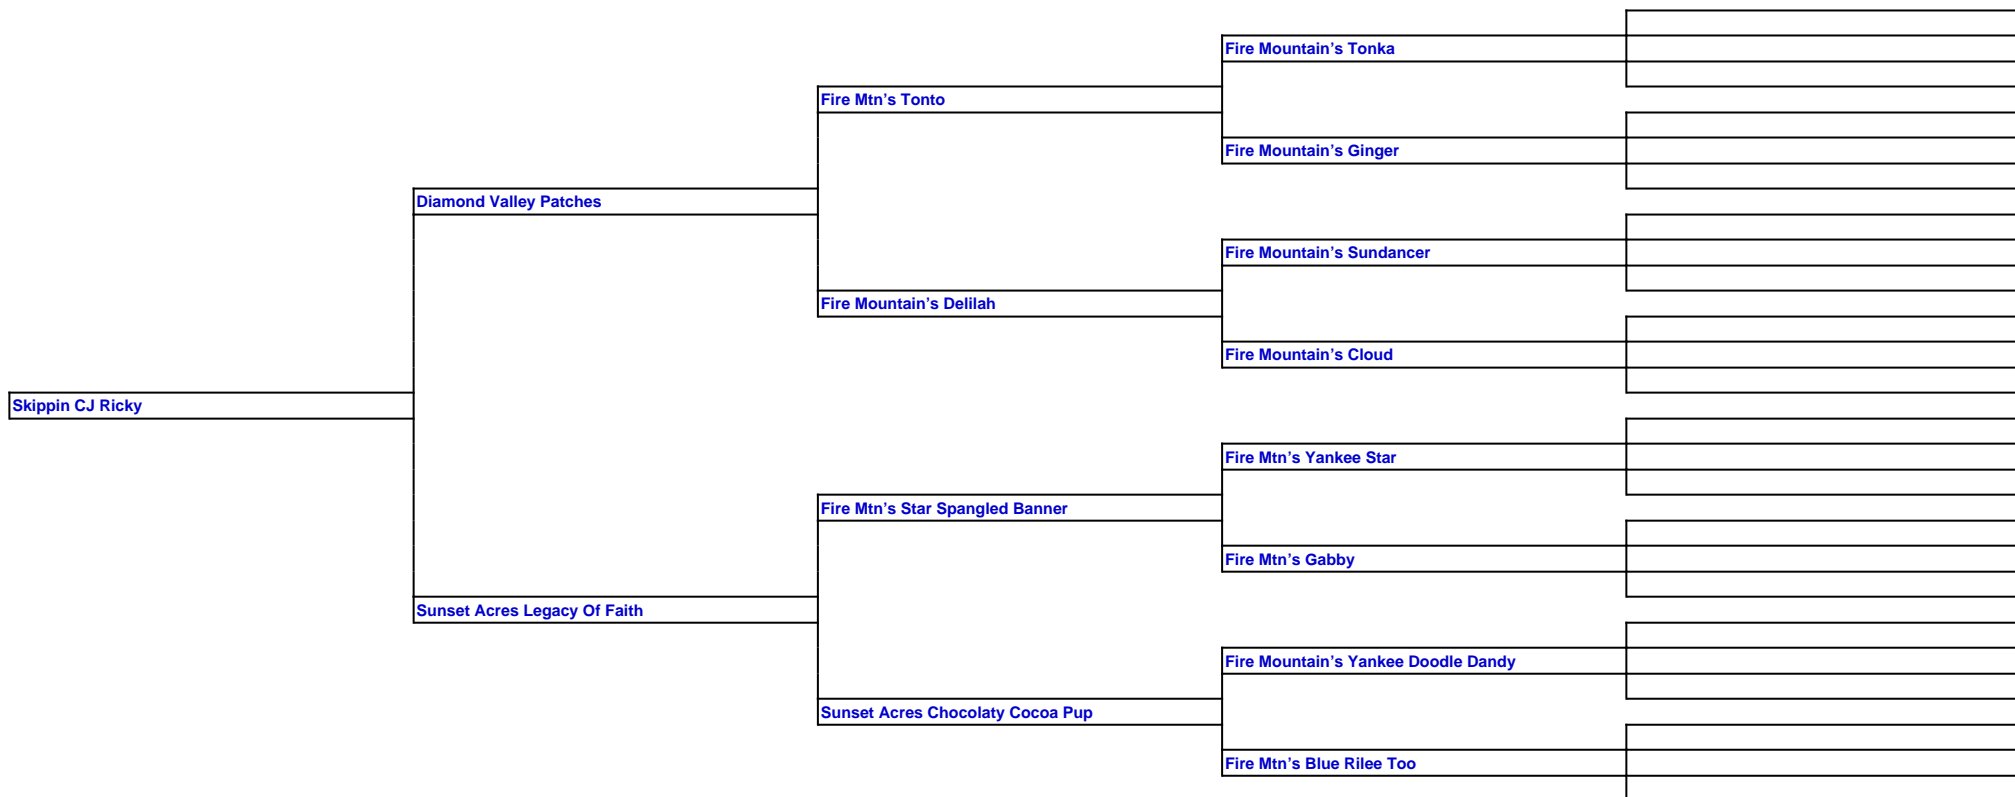 Fire Mountain’s Tonka
Fire Mtn’s Tonto
Fire Mountain’s Ginger
Diamond Valley Patches
Fire Mountain’s Sundancer
Fire Mountain’s Delilah
Fire Mountain’s Cloud
Skippin CJ Ricky
Fire Mtn’s Yankee Star
Fire Mtn’s Star Spangled Banner
Fire Mtn’s Gabby
Sunset Acres Legacy Of Faith
Fire Mountain’s Yankee Doodle Dandy
Sunset Acres Chocolaty Cocoa Pup
Fire Mtn’s Blue Rilee Too